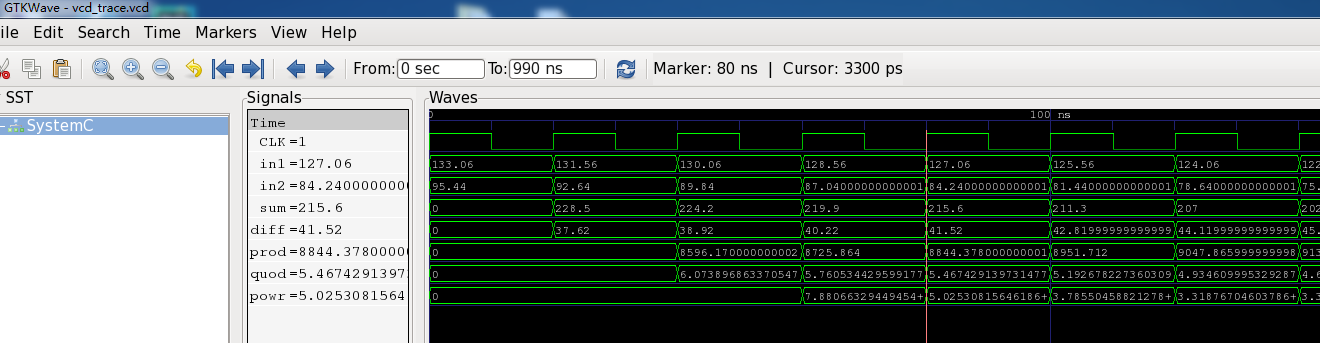 GTKWave - vcd_trace.vcd
ile Edit Search Time Markers View Help
From: 0 sec To: 990 ns Marker: 80 ns | Cursor: 3300 ps
SST Signals Waves
SystemC
Time 0 100 ns
CLK=1
in1=127.06 133.06 131.56 130.06 128.56 127.06 125.56 124.06 122
in2=84.2400000000 95.44 92.64 89.84 87.04000000000001 84.24000000000001 81.44000000000001 78.64000000000001 75.
sum=215.6 0 228.5 224.2 219.9 215.6 211.3 207 202
diff=41.52 0 37.62 38.92 40.22 41.52 42.81999999999999 44.11999999999999 45.
prod=8844.3780000 0 8596.170000000002 8725.864 8844.378000000001 8951.712 9047.865999999998 913
quod=5.4674291397 0 6.073896863370547 5.760534429599177 5.467429139731477 5.192678227360309 4.934609995329287 4.6
powr=5.0253081564 0 7.88066329449454+ 5.02530815646186+ 3.78550458821278+ 3.31876704603786+ 3.3